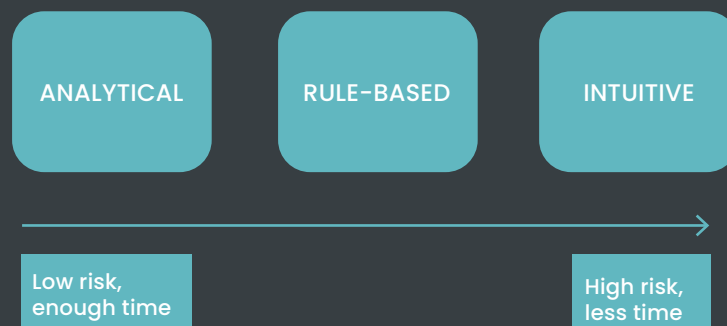 ANALYTICAL
RULE-BASED
INTUITIVE
Low risk,
enough time
High risk,
less time